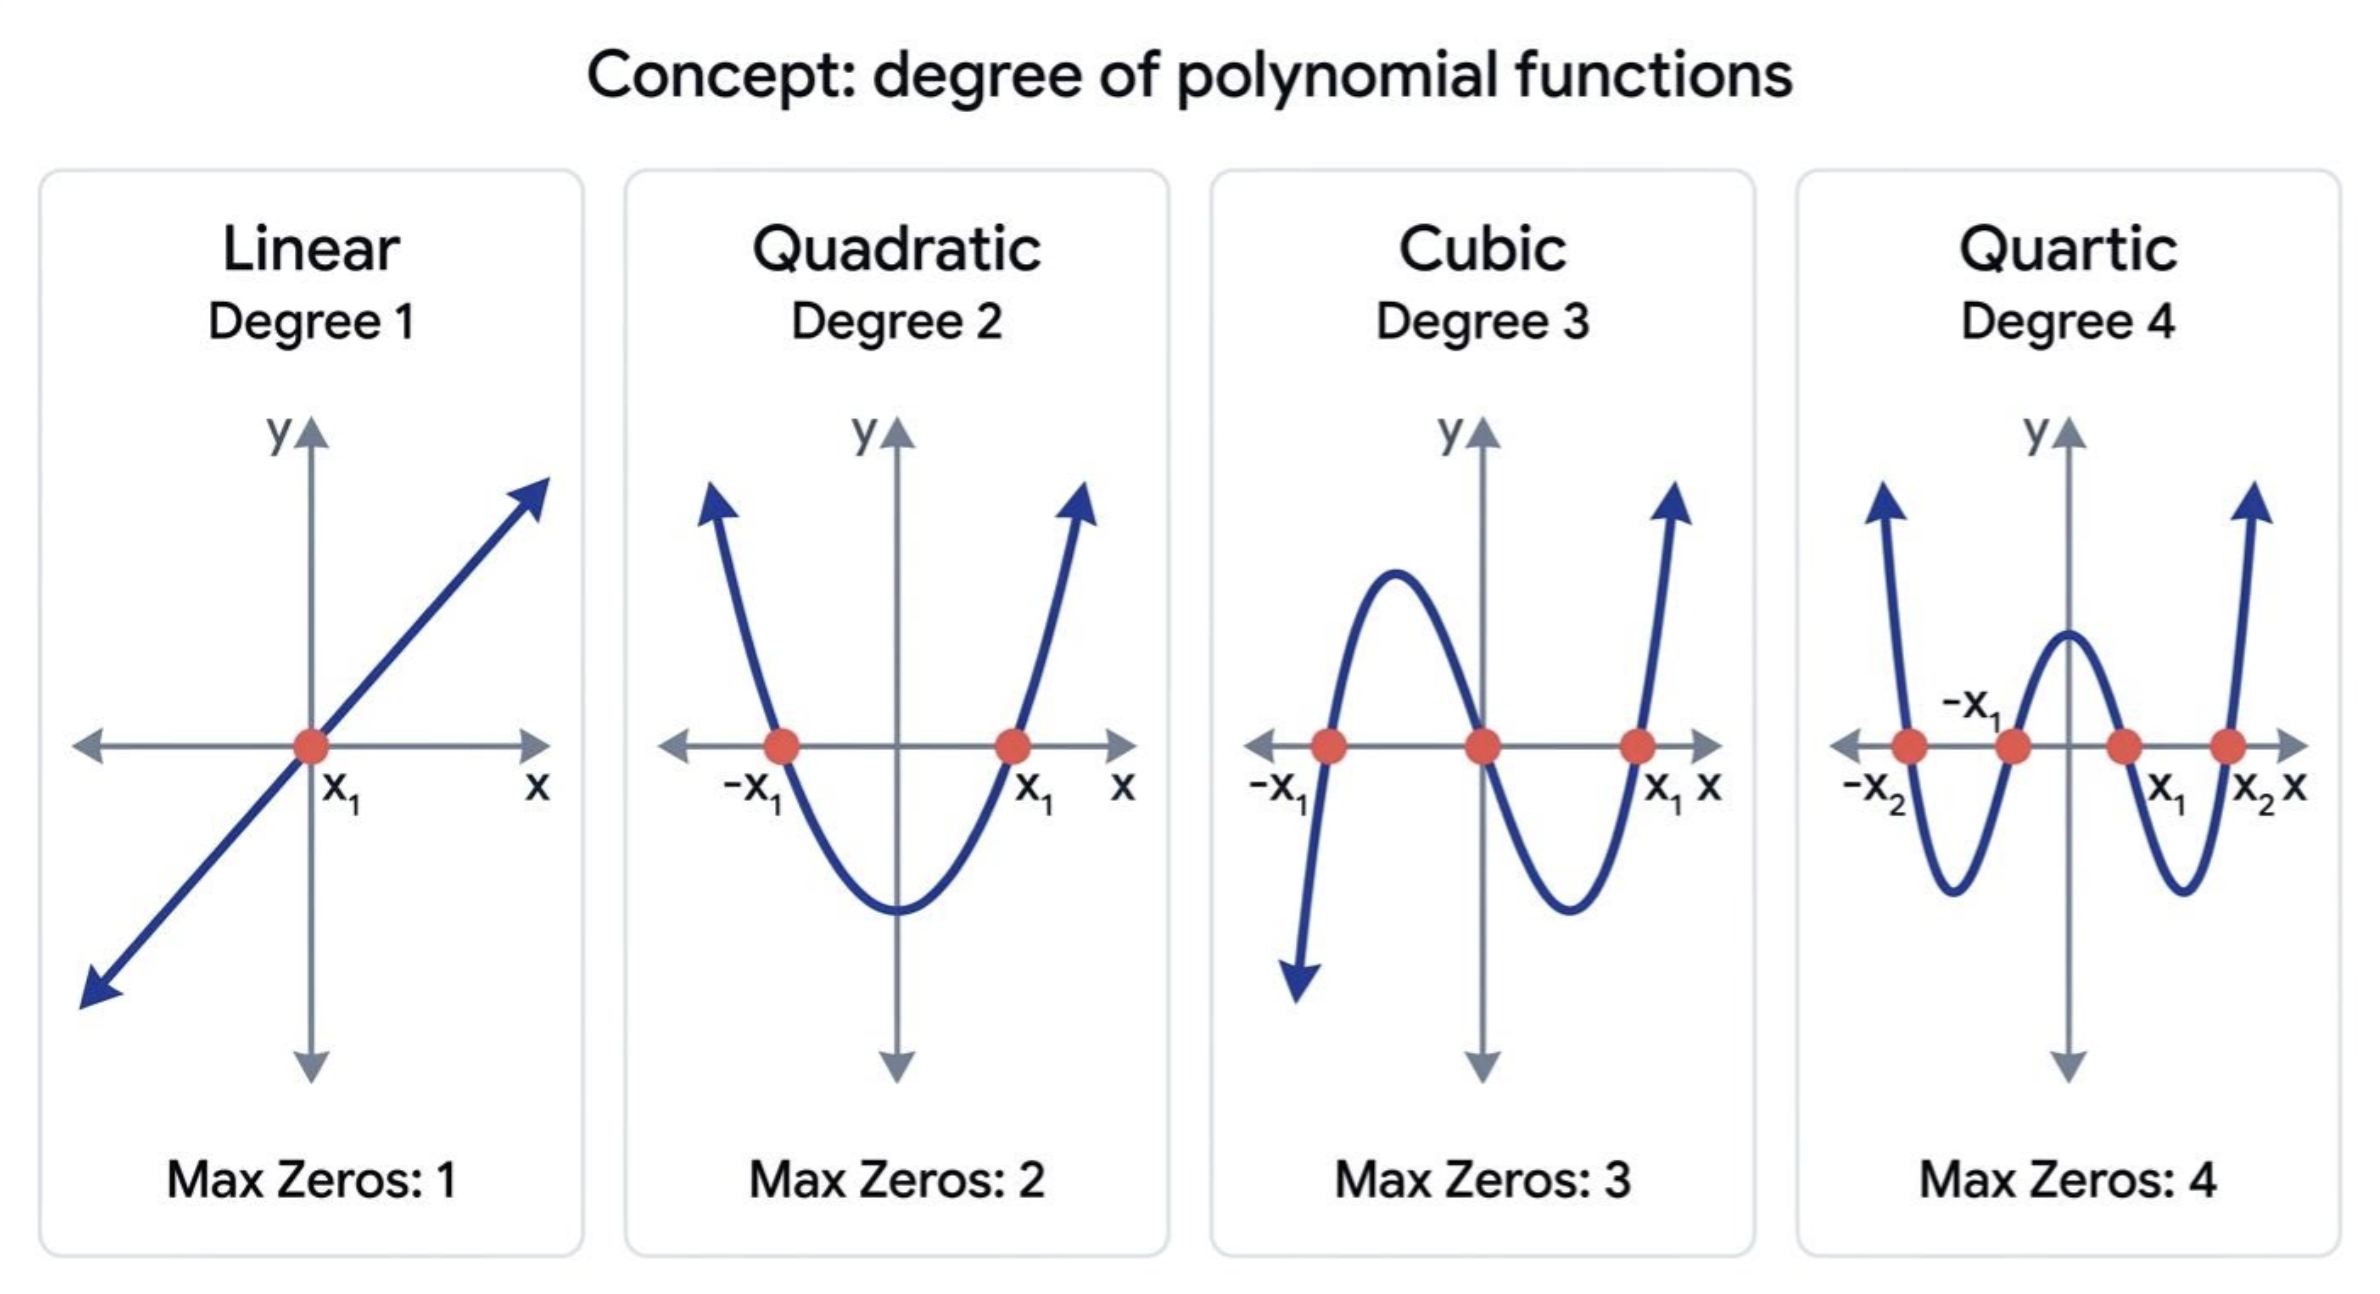 Concept: degree of polynomial functions
Linear
Degree 1
y
x₁
x
Max Zeros: 1
Quadratic
Degree 2
y
-x₁
x₁
x
Max Zeros: 2
Cubic
Degree 3
y
-x₁
x₁
x
Max Zeros: 3
Quartic
Degree 4
y
-x₁
-x₂
x₁
x₂
x
Max Zeros: 4